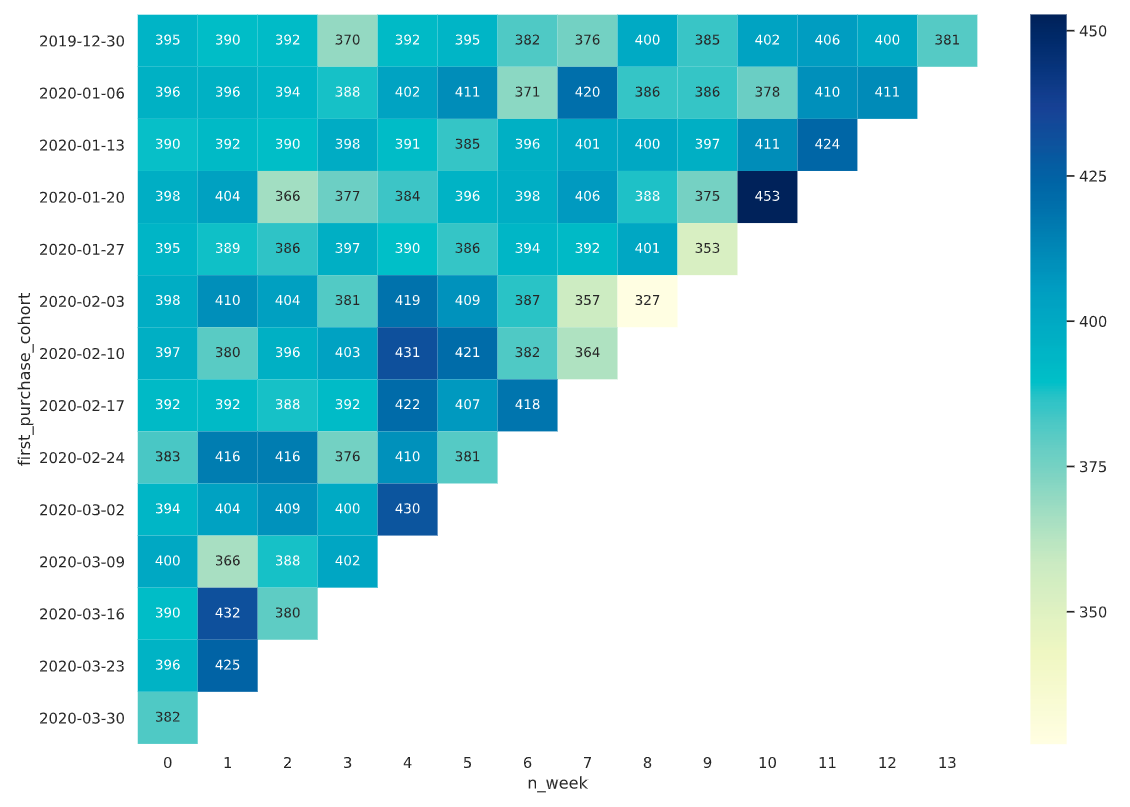 2019-12-30 395 390 392 370 392 395 382 376 400 385 402 406 400 381
2020-01-06 396 396 394 388 402 411 371 420 386 386 378 410 411
2020-01-13 390 392 390 398 391 385 396 401 400 397 411 424
2020-01-20 398 404 366 377 384 396 398 406 388 375 453
2020-01-27 395 389 386 397 390 386 394 392 401 353
2020-02-03 398 410 404 381 419 409 387 357 327
2020-02-10 397 380 396 403 431 421 382 364
2020-02-17 392 392 388 392 422 407 418
2020-02-24 383 416 416 376 410 381
2020-03-02 394 404 409 400 430
2020-03-09 400 366 388 402
2020-03-16 390 432 380
2020-03-23 396 425
2020-03-30 382
0 1 2 3 4 5 6 7 8 9 10 11 12 13
n_week
first_purchase_cohort
450
425
400
375
350